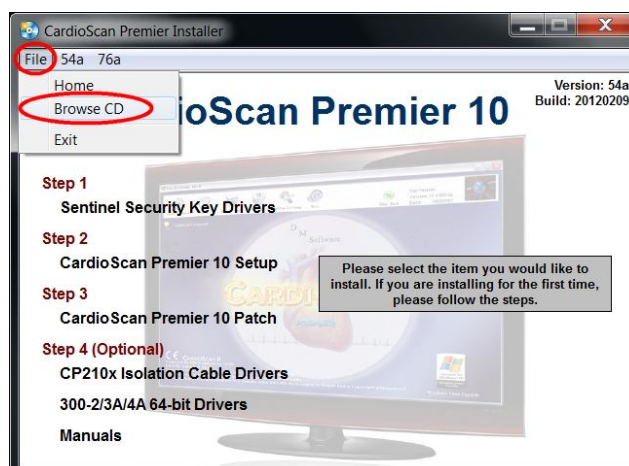 CardioScan Premier Installer
File 54a 76a
Home
Browse CD
Exit
ioScan Premier 10
Version: 54a
Build: 20120209
Step 1
Sentinel Security Key Drivers
Step 2
CardioScan Premier 10 Setup
Please select the item you would like to
install. If you are installing for the first time,
please follow the steps.
Step 3
CardioScan Premier 10 Patch
Step 4 (Optional)
CP210x Isolation Cable Drivers
300-2/3A/4A 64-bit Drivers
Manuals